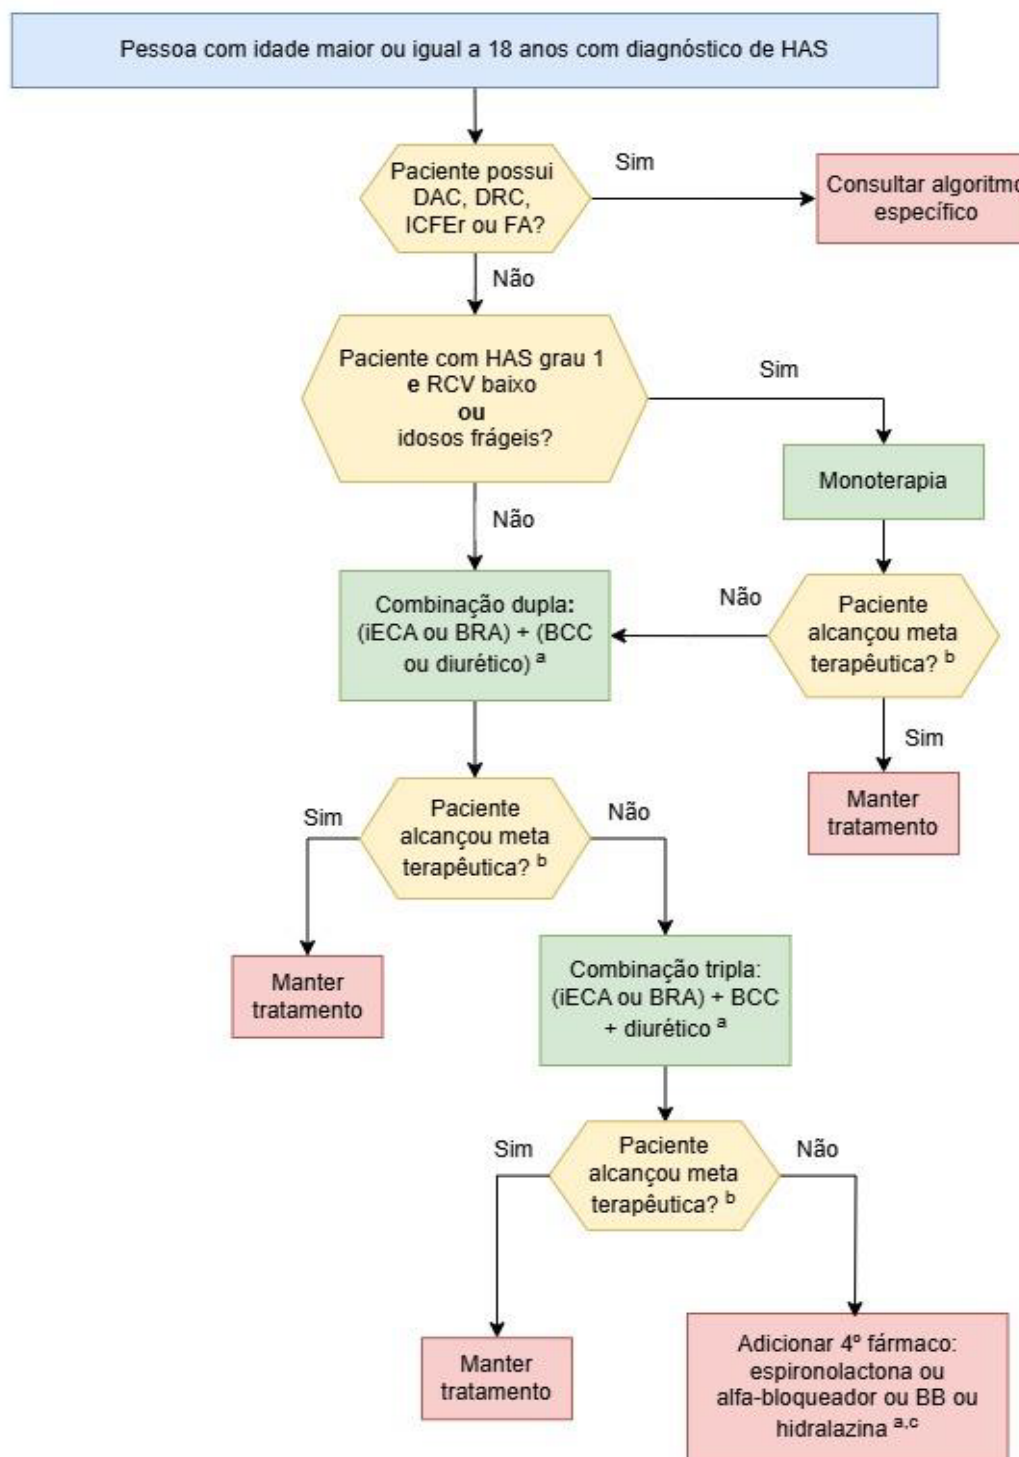 Pessoa com idade maior ou igual a 18 anos com diagnóstico de HAS
Paciente possui
DAC, DRC,
ICFEr ou FA?
Sim
Consultar algoritmo
específico
Não
Paciente com HAS grau 1
e RCV baixo
ou
idosos frágeis?
Sim
Monoterapia
Não
Combinação dupla:
(iECA ou BRA) + (BCC
ou diurético) a
Não
Paciente
alcançou meta
terapêutica? b
Sim
Manter
tratamento
Sim
Paciente
alcançou meta
terapêutica? b
Não
Manter
tratamento
Combinação tripla:
(iECA ou BRA) + BCC
+ diurético a
Sim
Paciente
alcançou meta
terapêutica? b
Não
Manter
tratamento
Adicionar 4º fármaco:
espironolactona ou
alfa-bloqueador ou BB ou
hidralazina a,c